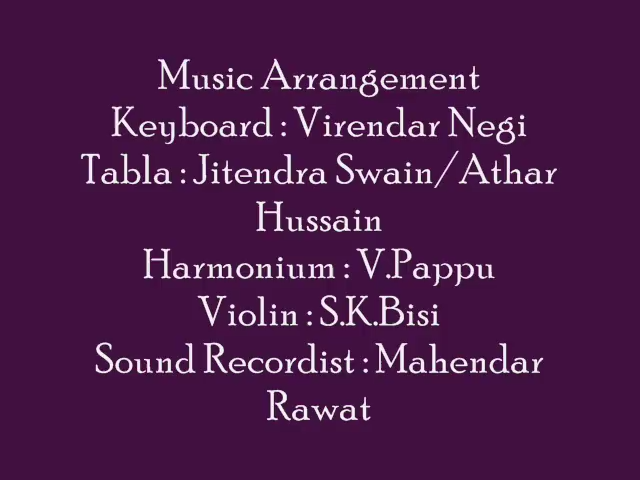 Music Arrangement
Keyboard : Virendar Negi
Tabla : Jitendra Swain/Athar
Hussain
Harmonium : V.Pappu
Violin : S.K.Bisi
Sound Recordist : Mahendar
Rawat